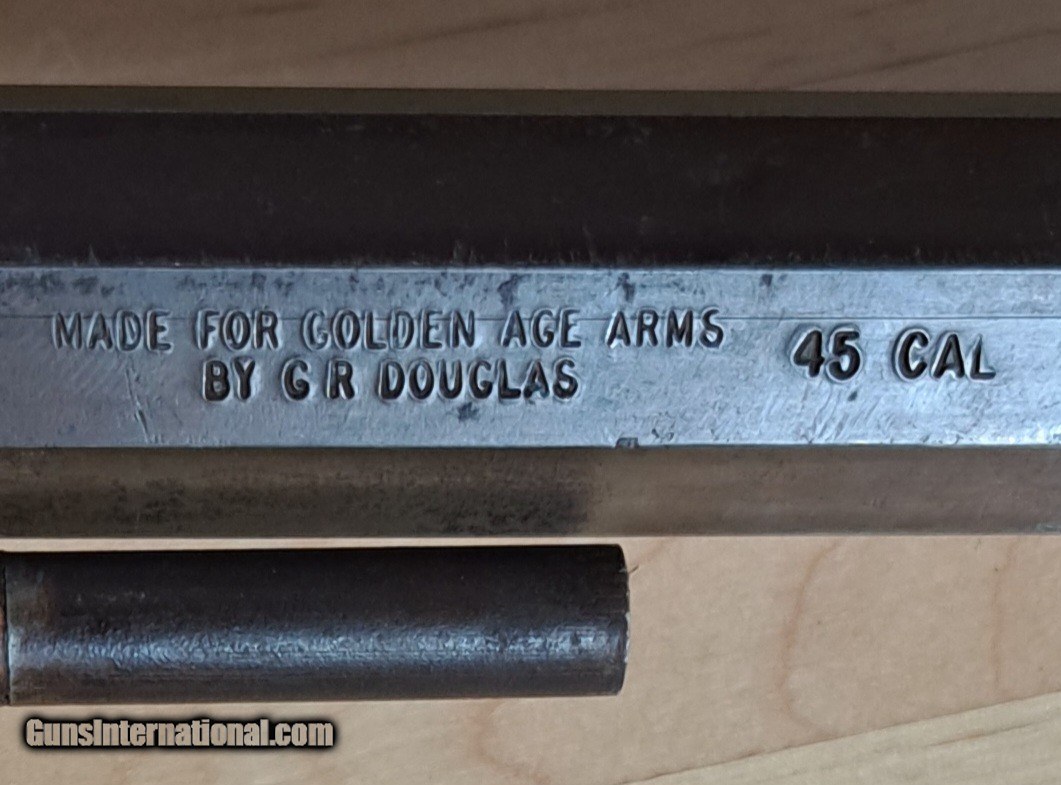 MADE FOR GOLDEN AGE ARMS
BY G R DOUGLAS
45 CAL
GunsInternational.com